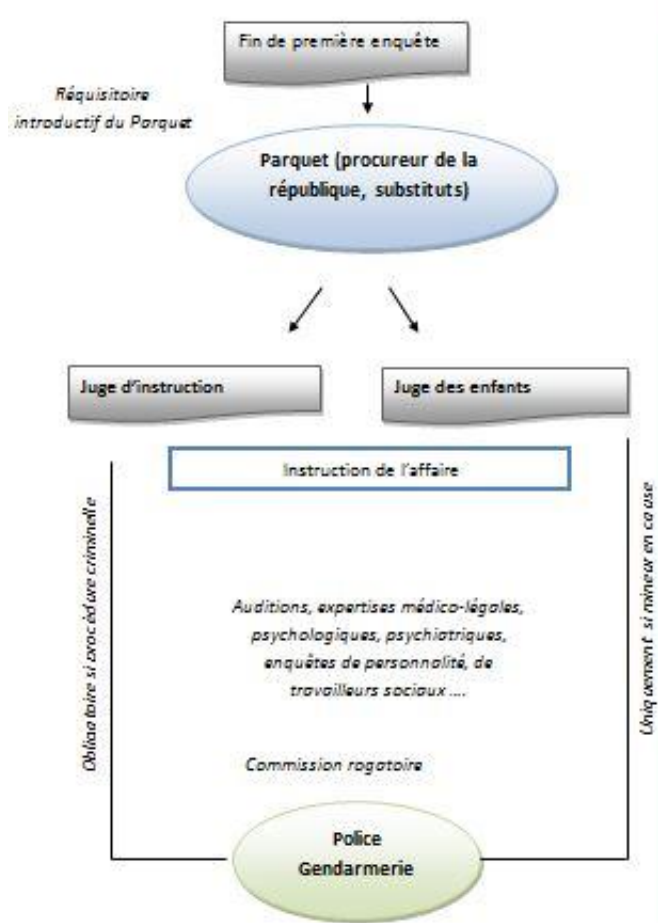 Fin de première enquête
Réquisitoire
introductif du Parquet
Parquet (procureur de la
république, substituts)
Juge d'instruction
Juge des enfants
Instruction de l'affaire
Obligatoire si procédure criminelle
Uniquement si mineur en cause
Auditions, expertises médico-légales,
psychologiques, psychiatriques,
enquêtes de personnalité, de
travailleurs sociaux ....
Commission rogatoire
Police
Gendarmerie